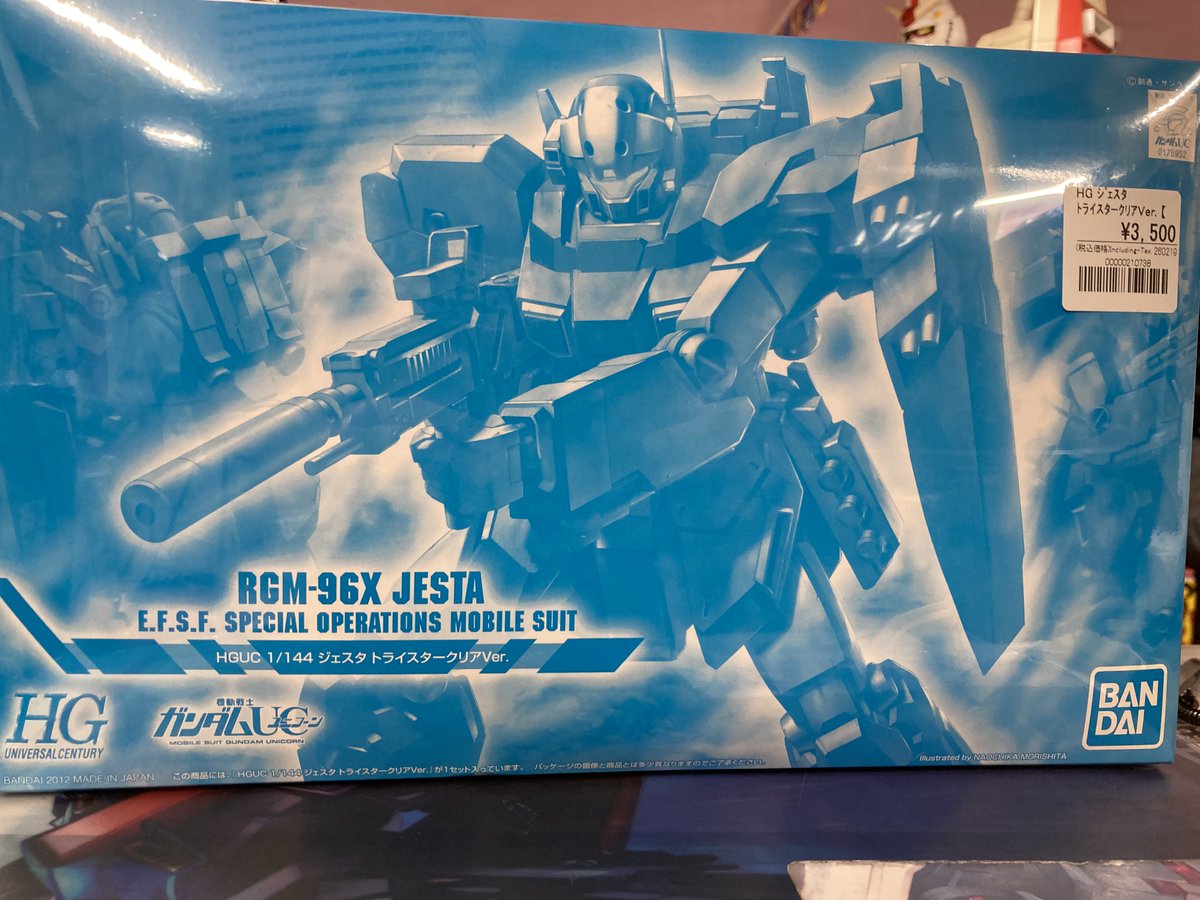 ©創通・サンラ
ガンダムUC
0176952
HG ジェスタ
トライスタークリアVer.【
¥3,500
(税込価格)Including-Tax 260219
00000210738
RGM-96X JESTA
E.F.S.F. SPECIAL OPERATIONS MOBILE SUIT
HGUC 1/144 ジェスタ トライスタークリアVer.
HG
UNIVERSAL CENTURY
機動戦士
ガンダムUC
ユニコーン
MOBILE SUIT GUNDAM UNICORN
BAN
DAI
Illustrated by NAOCHIKA MORISHITA
BANDAI 2012 MADE IN JAPAN
この商品には、「HGUC 1/144 ジェスタ トライスタークリアVer.」が1セット入っています。 パッケージの画像と商品とは多少異なりますのでご了承ください。